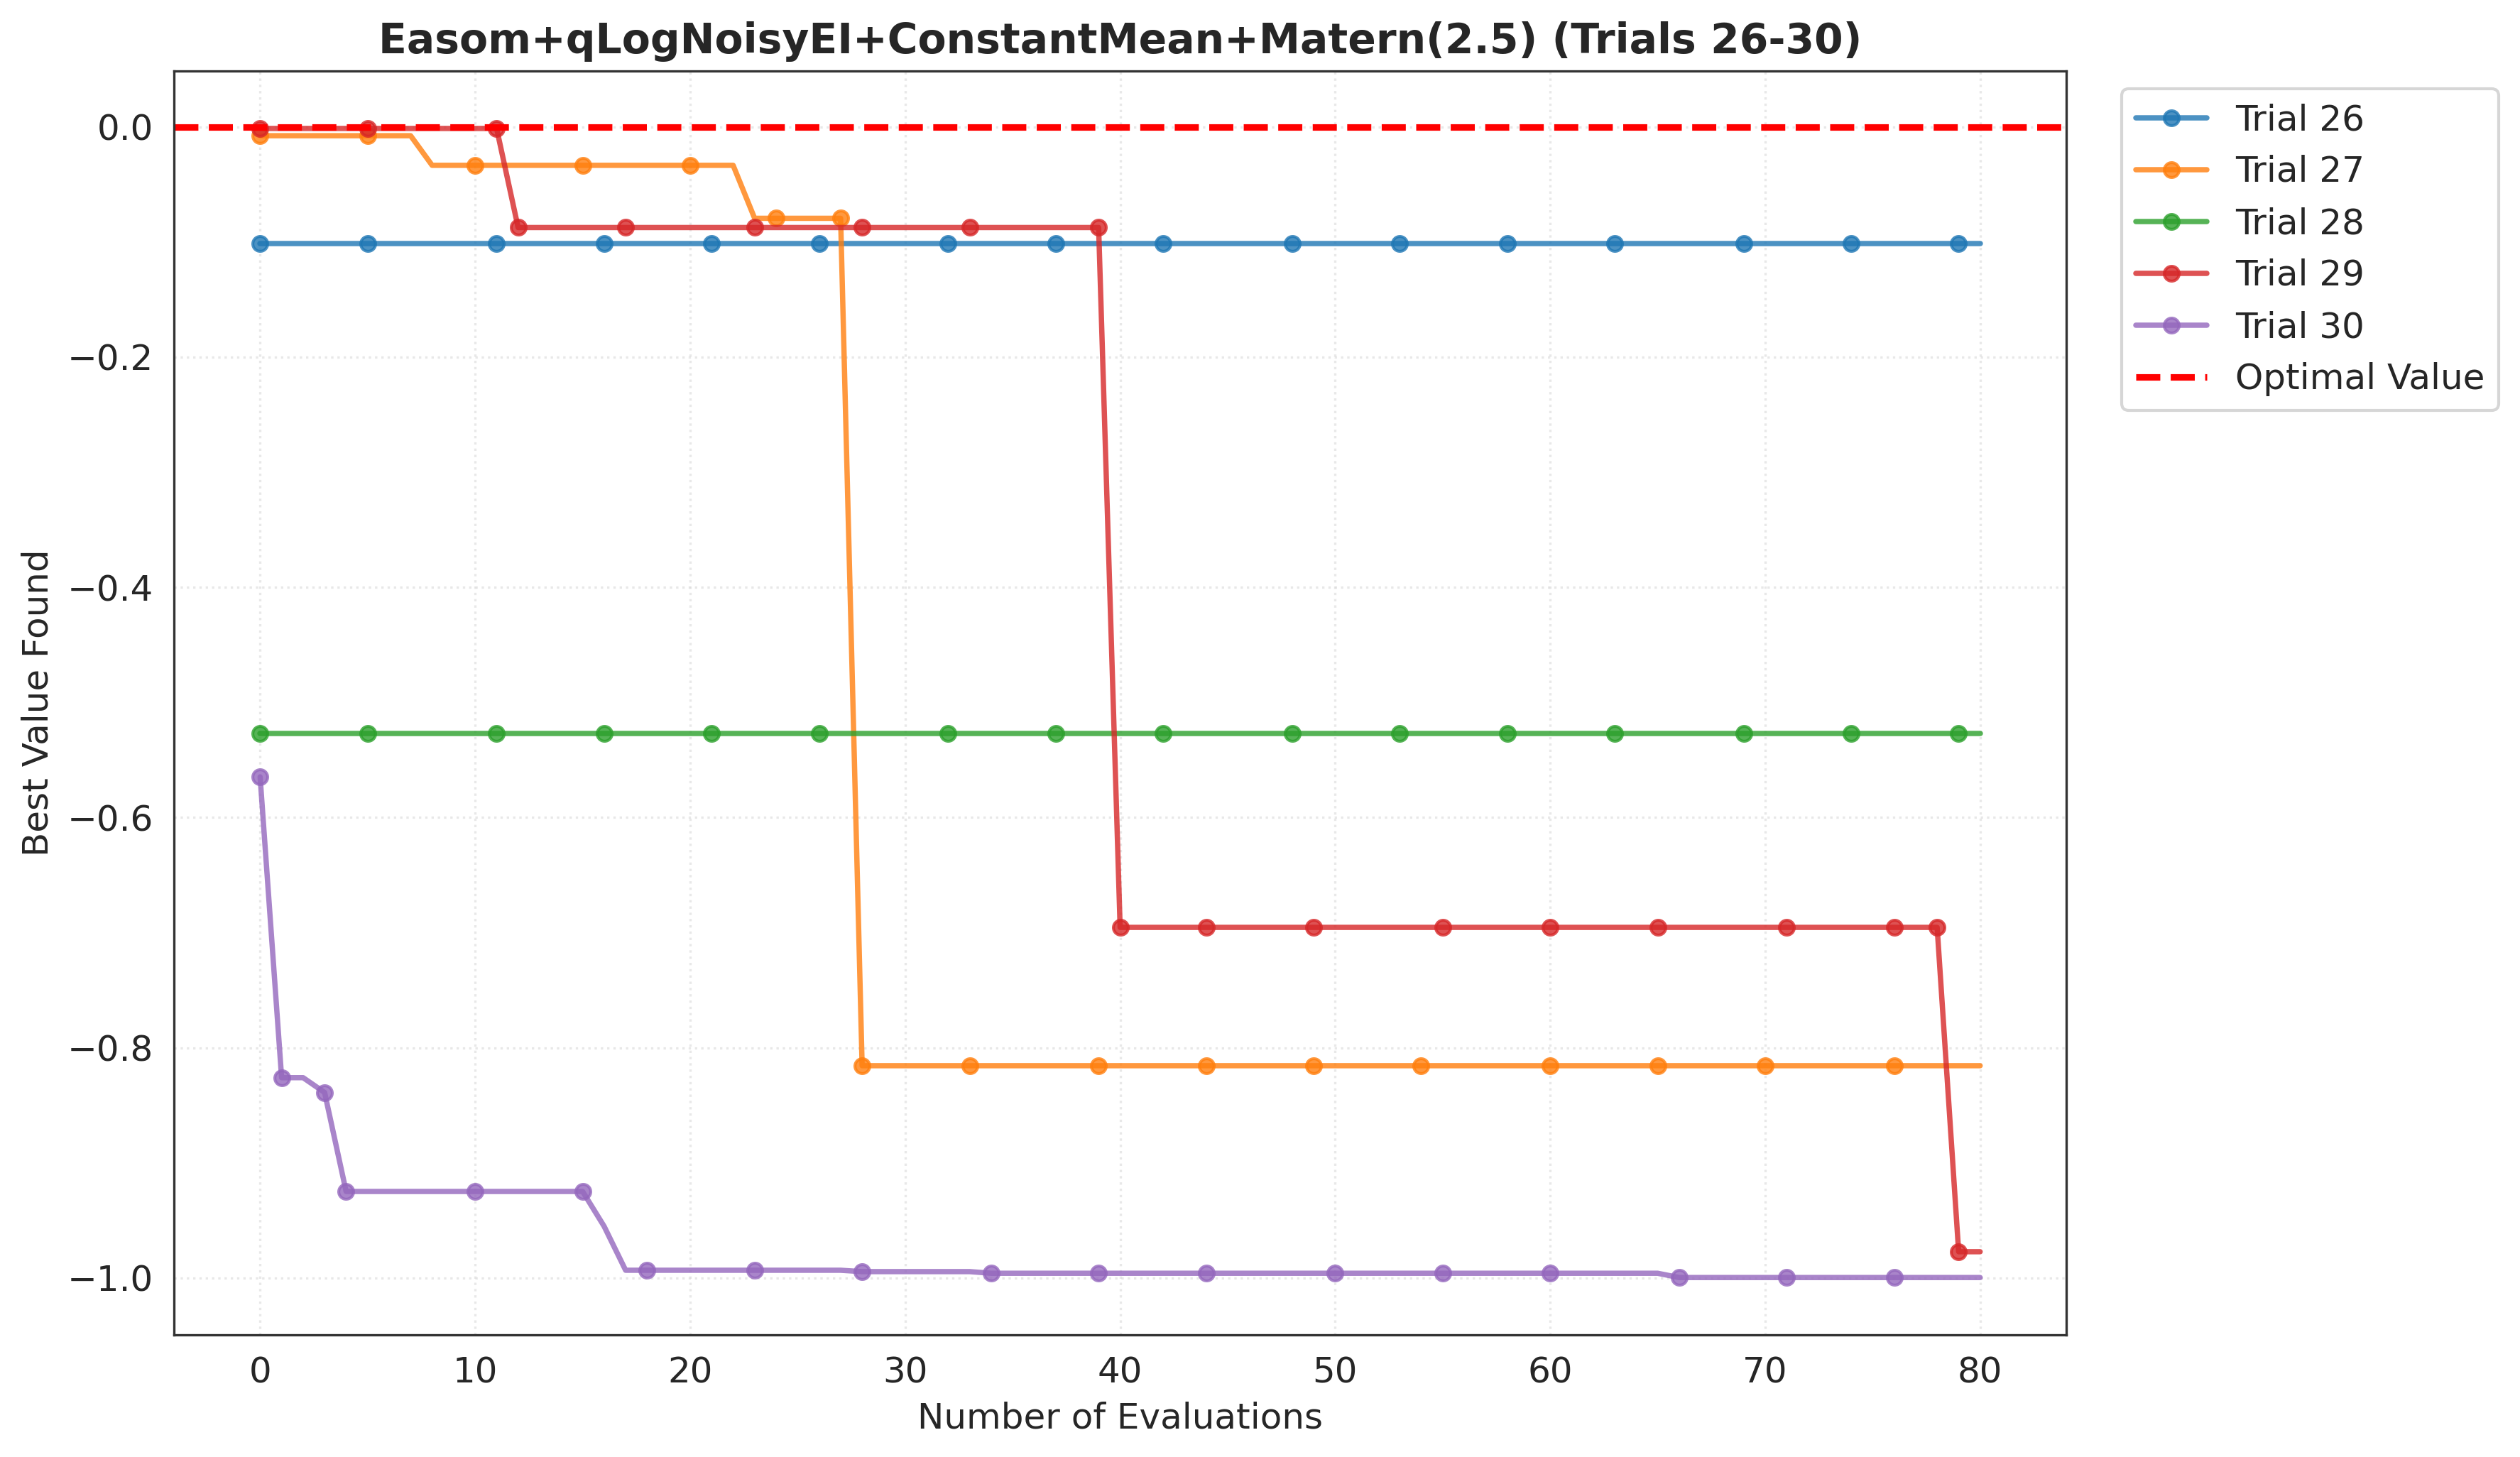 Easom+qLogNoisyEI+ConstantMean+Matern(2.5) (Trials 26-30)
Best Value Found
0.0
−0.2
−0.4
−0.6
−0.8
−1.0
0 10 20 30 40 50 60 70 80
Number of Evaluations
Trial 26
Trial 27
Trial 28
Trial 29
Trial 30
Optimal Value